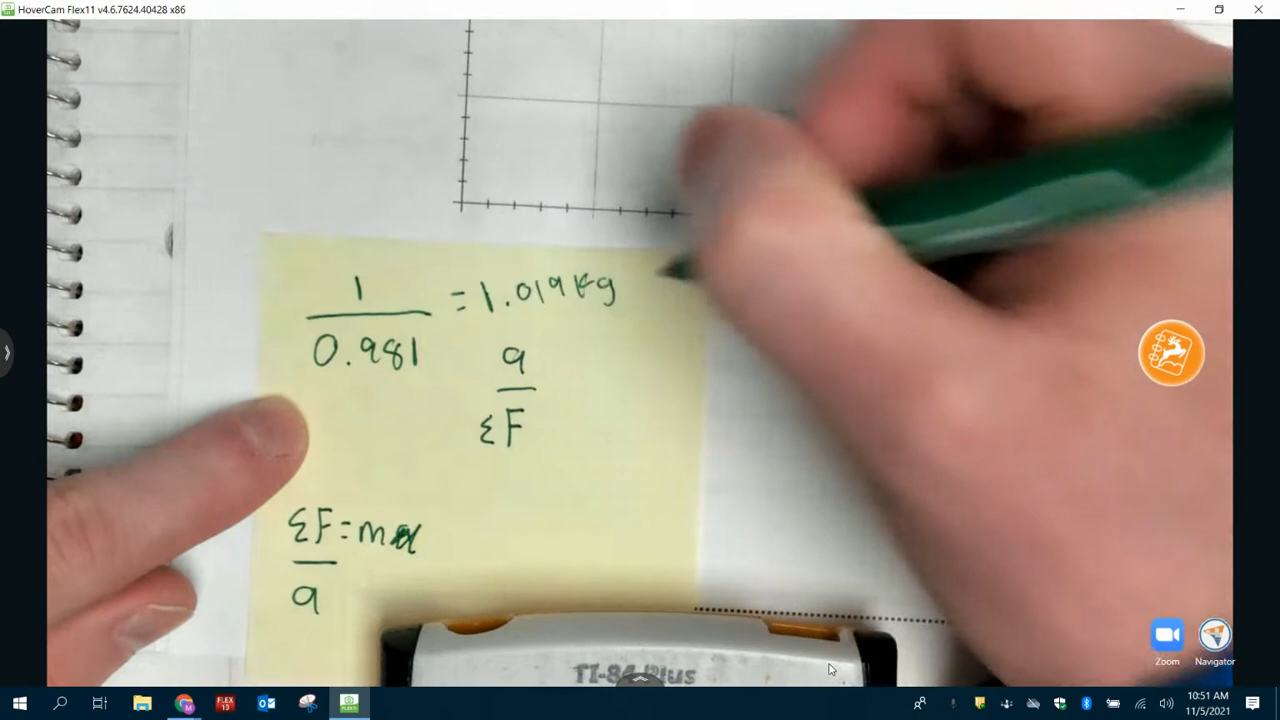 HoverCam Flex11 v4.6.7624.40428 x86
1
0.981
= 1.019 kg
a
ΣF
ΣF = ma
a
TI-84 Plus
Zoom
Navigator
FLEX
10:51 AM
11/5/2021